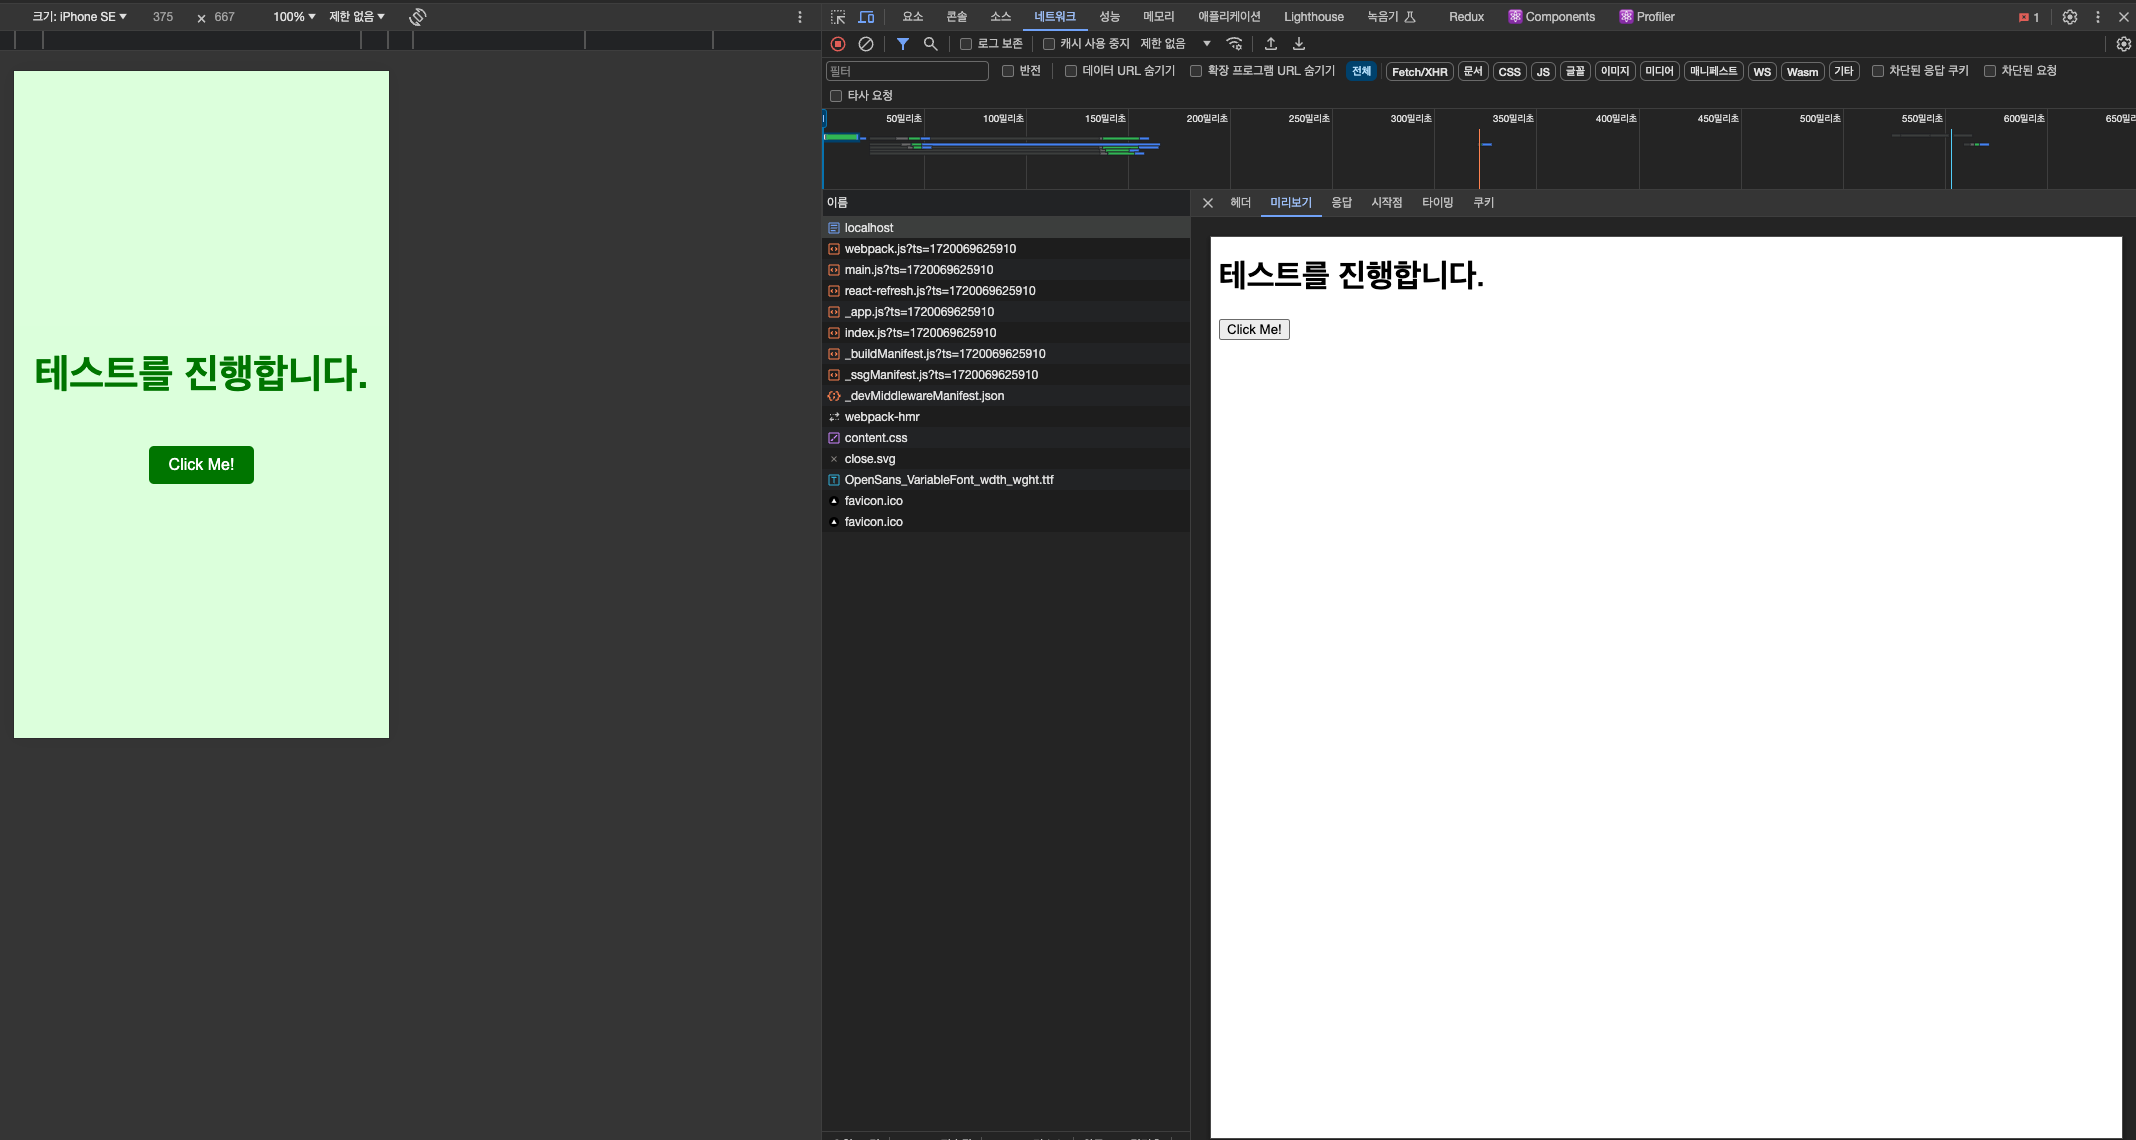 크기: iPhone SE 375 × 667 100% 제한 없음
테스트를 진행합니다.
Click Me!
요소 콘솔 소스 네트워크 성능 메모리 애플리케이션 Lighthouse 녹음기 Redux Components Profiler 1
로그 보존 캐시 사용 중지 제한 없음
필터 반전 데이터 URL 숨기기 확장 프로그램 URL 숨기기 전체 Fetch/XHR 문서 CSS JS 글꼴 이미지 미디어 매니페스트 WS Wasm 기타 차단된 응답 쿠키 차단된 요청
타사 요청
50밀리초 100밀리초 150밀리초 200밀리초 250밀리초 300밀리초 350밀리초 400밀리초 450밀리초 500밀리초 550밀리초 600밀리초
이름
localhost
webpack.js?ts=1720069625910
main.js?ts=1720069625910
react-refresh.js?ts=1720069625910
_app.js?ts=1720069625910
index.js?ts=1720069625910
_buildManifest.js?ts=1720069625910
_ssgManifest.js?ts=1720069625910
_devMiddlewareManifest.json
webpack-hmr
content.css
close.svg
OpenSans_VariableFont_wdth_wght.ttf
favicon.ico
favicon.ico
헤더 미리보기 응답 시작점 타이밍 쿠키
테스트를 진행합니다.
Click Me!